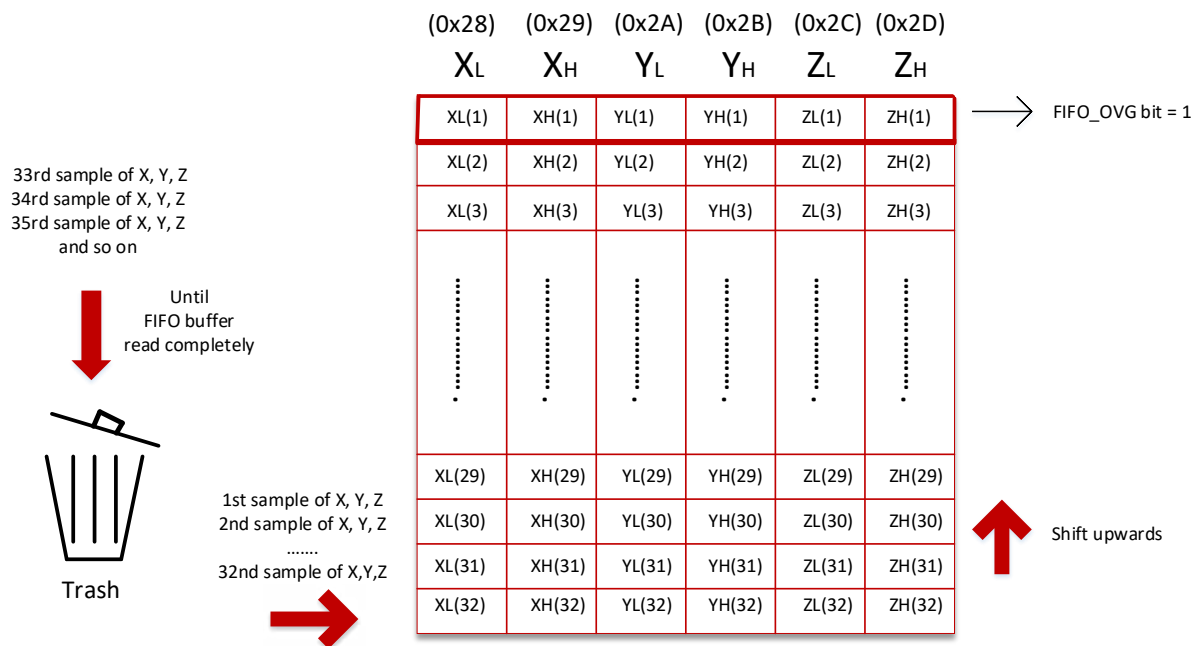 (0x28) (0x29) (0x2A) (0x2B) (0x2C) (0x2D)
XL XH YL YH ZL ZH
XL(1) XH(1) YL(1) YH(1) ZL(1) ZH(1)
FIFO_OVG bit = 1
XL(2) XH(2) YL(2) YH(2) ZL(2) ZH(2)
XL(3) XH(3) YL(3) YH(3) ZL(3) ZH(3)
33rd sample of X, Y, Z
34rd sample of X, Y, Z
35rd sample of X, Y, Z
and so on
Until
FIFO buffer
read completely
Trash
XL(29) XH(29) YL(29) YH(29) ZL(29) ZH(29)
XL(30) XH(30) YL(30) YH(30) ZL(30) ZH(30)
XL(31) XH(31) YL(31) YH(31) ZL(31) ZH(31)
XL(32) XH(32) YL(32) YH(32) ZL(32) ZH(32)
1st sample of X, Y, Z
2nd sample of X, Y, Z
.......
32nd sample of X,Y,Z
Shift upwards